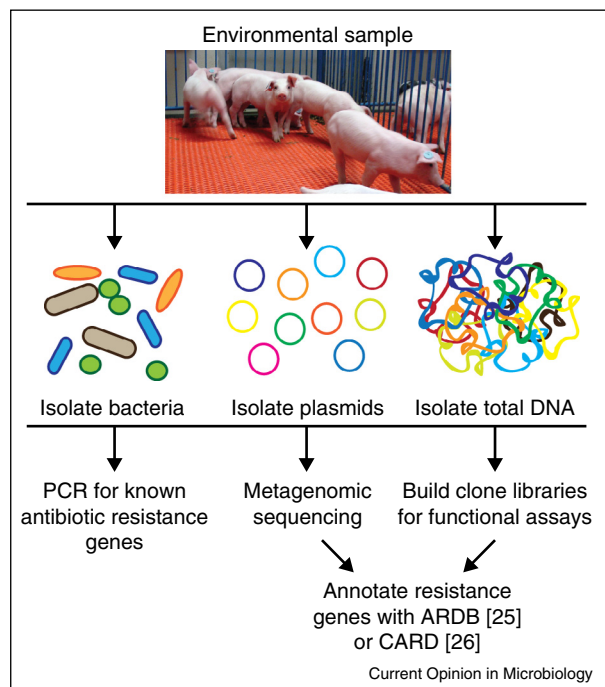 Environmental sample
Isolate bacteria
Isolate plasmids
Isolate total DNA
PCR for known
antibiotic resistance
genes
Metagenomic
sequencing
Build clone libraries
for functional assays
Annotate resistance
genes with ARDB [25]
or CARD [26]
Current Opinion in Microbiology